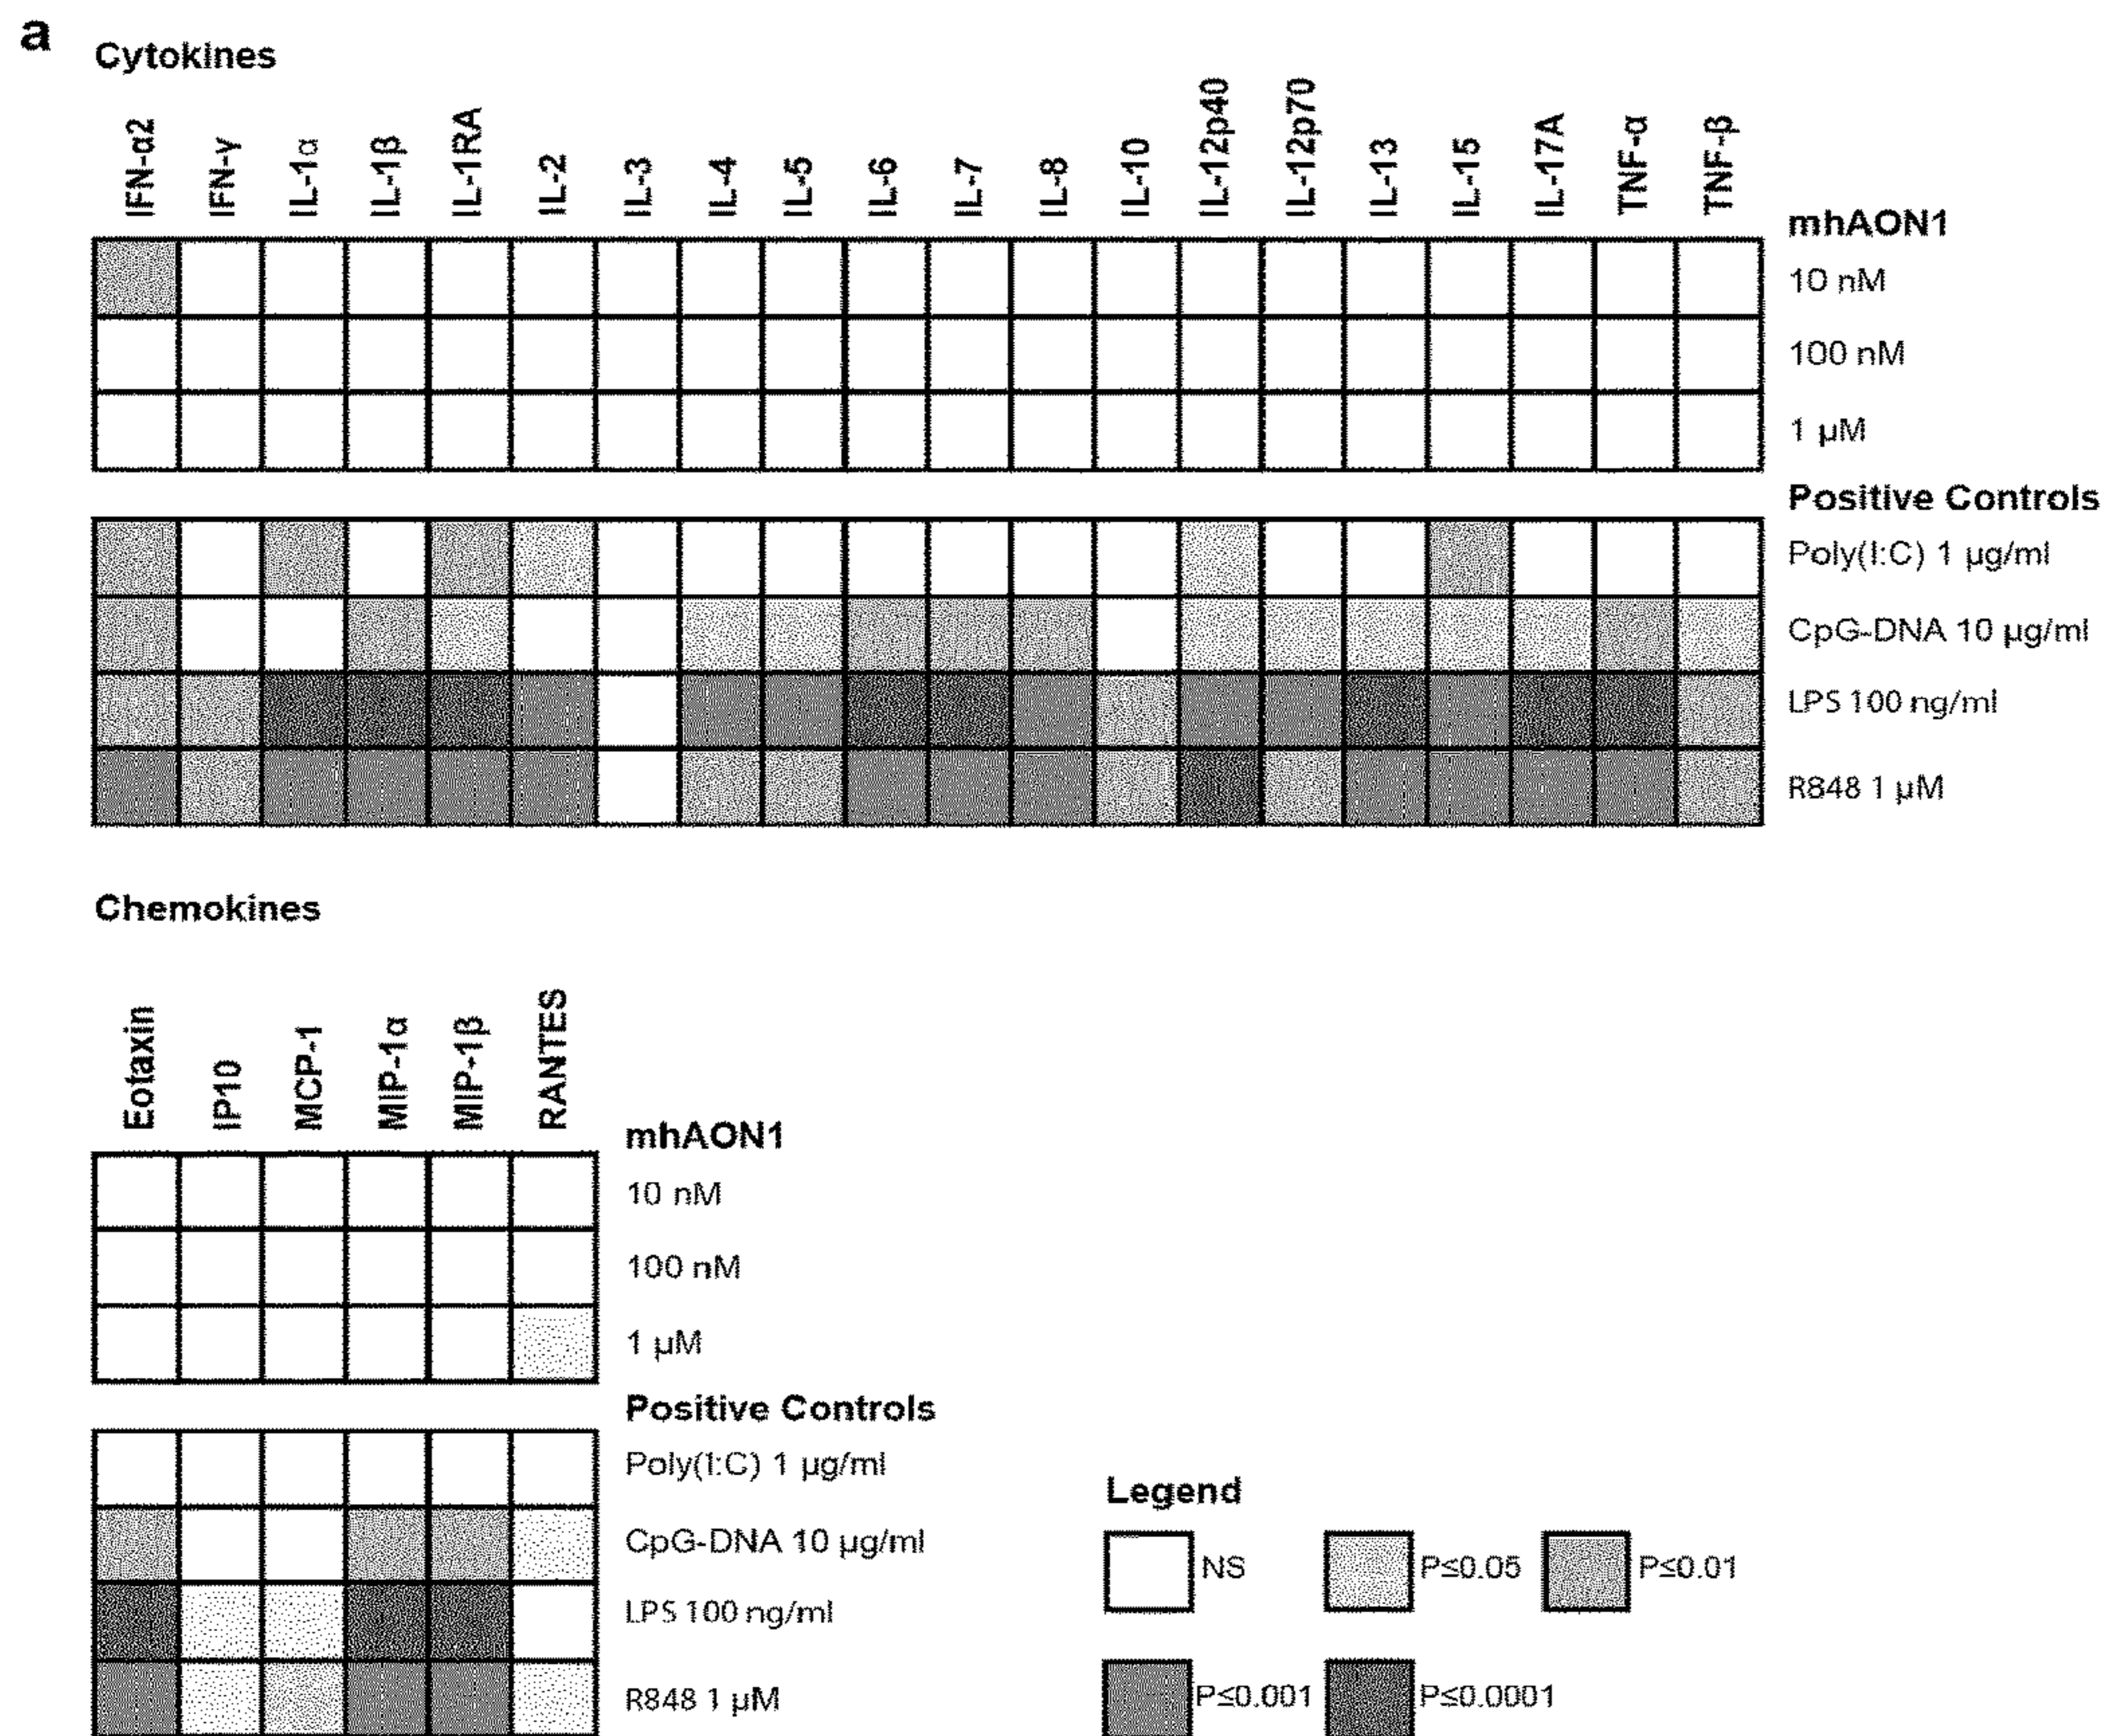 a
Cytokines
IFN-α2
IFN-γ
IL-1α
IL-1β
IL-1RA
IL-2
IL-3
IL-4
IL-5
IL-6
IL-7
IL-8
IL-10
IL-12p40
IL-12p70
IL-13
IL-15
IL-17A
TNF-α
TNF-β
mhAON1
10 nM
100 nM
1 µM
Positive Controls
Poly(I:C) 1 µg/ml
CpG-DNA 10 µg/ml
LPS 100 ng/ml
R848 1 µM
Chemokines
Eotaxin
IP10
MCP-1
MIP-1α
MIP-1β
RANTES
mhAON1
10 nM
100 nM
1 µM
Positive Controls
Poly(I:C) 1 µg/ml
CpG-DNA 10 µg/ml
LPS 100 ng/ml
R848 1 µM
Legend
NS
P≤0.05
P≤0.01
P≤0.001
P≤0.0001